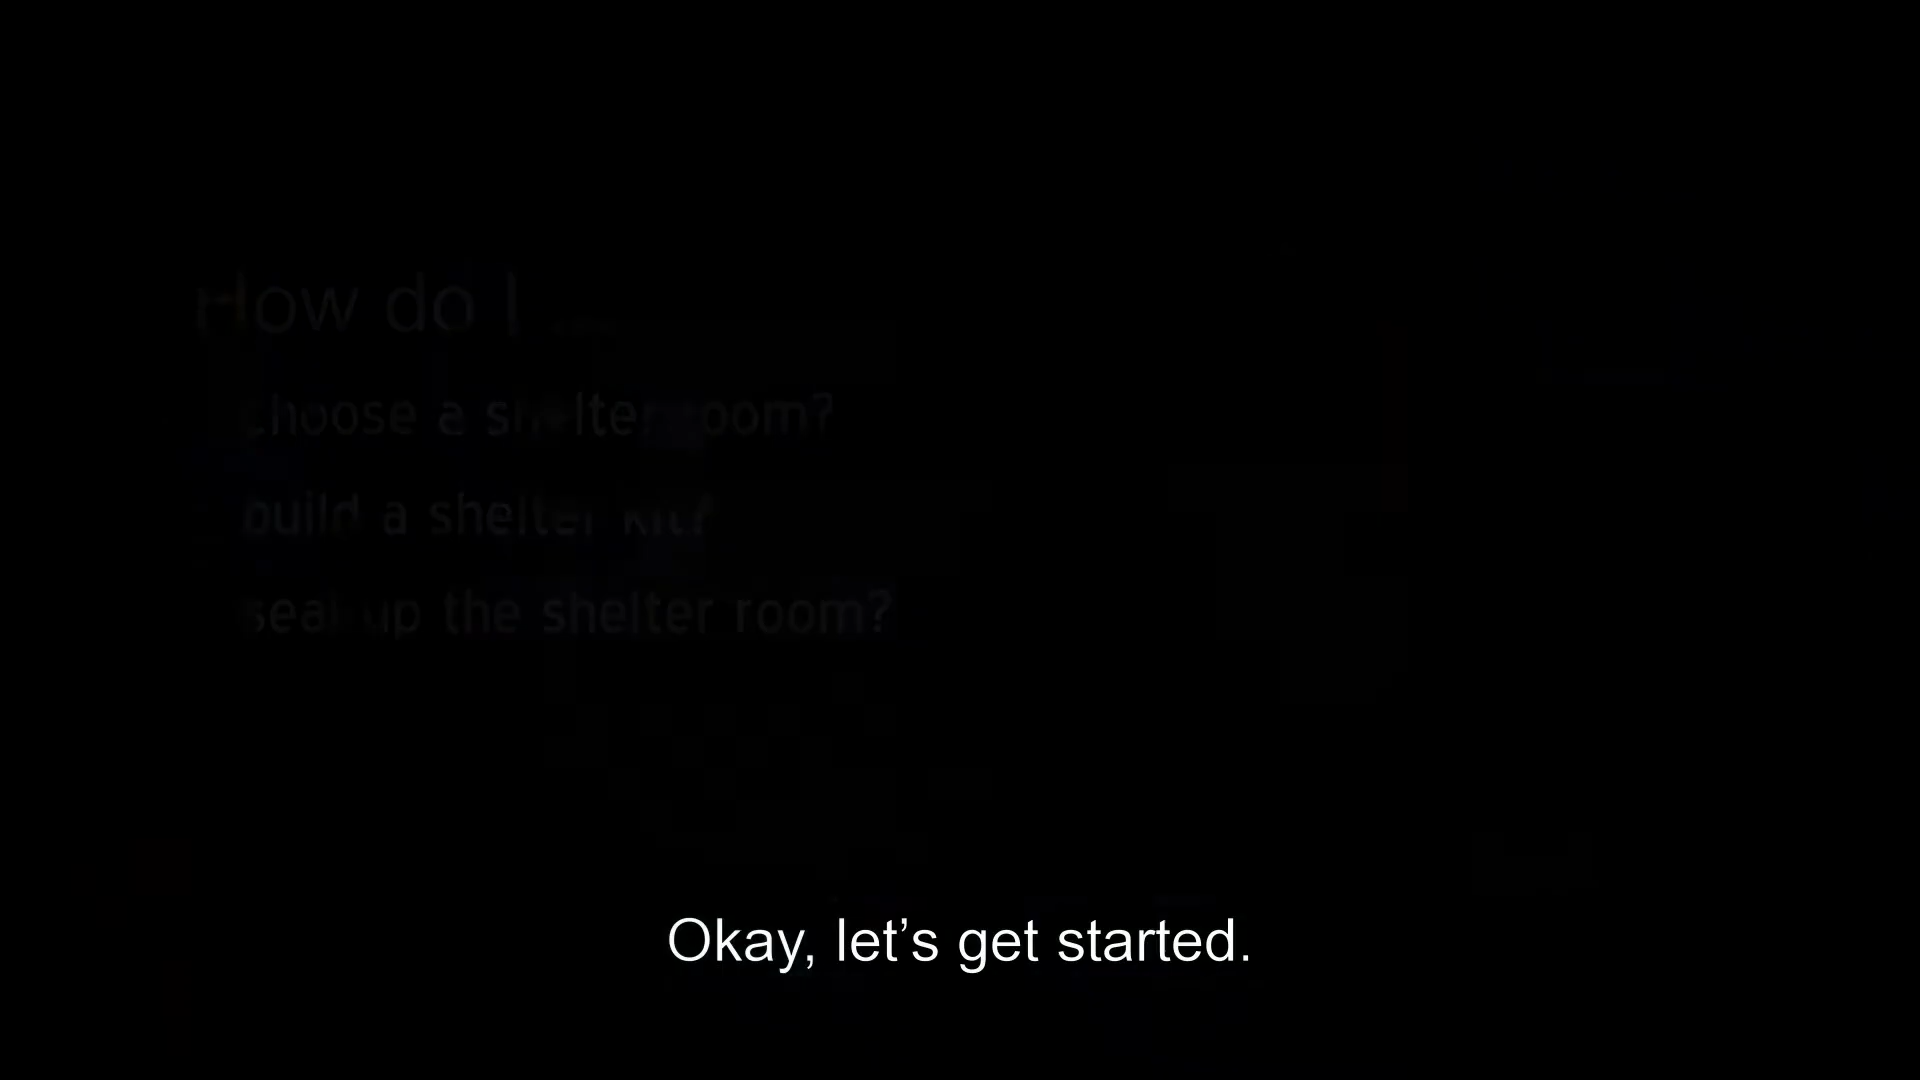 How do I ...
choose a shelter room?
build a shelter kit?
seal up the shelter room?
Okay, let’s get started.